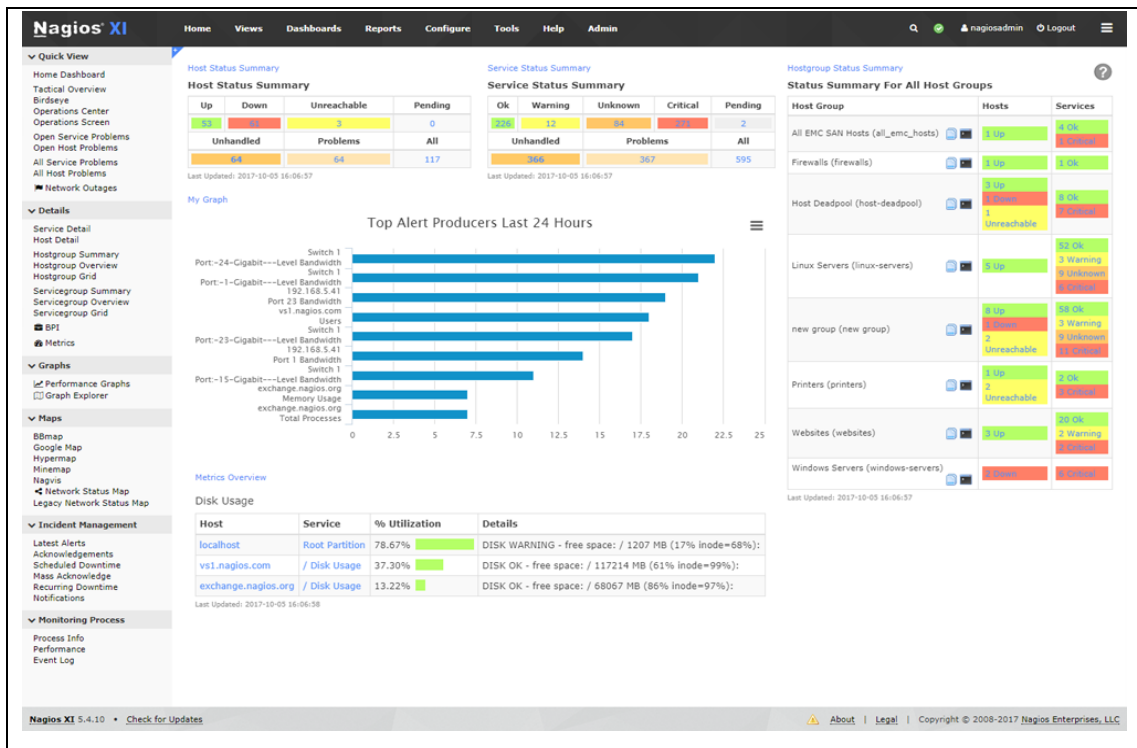 Nagios XI
Home Views Dashboards Reports Configure Tools Help Admin
nagiosadmin Logout
Quick View
Home Dashboard
Tactical Overview
Birdseye
Operations Center
Operations Screen
Open Service Problems
Open Host Problems
All Service Problems
All Host Problems
Network Outages
Details
Service Detail
Host Detail
Hostgroup Summary
Hostgroup Overview
Hostgroup Grid
Servicegroup Summary
Servicegroup Overview
Servicegroup Grid
BPI
Metrics
Graphs
Performance Graphs
Graph Explorer
Maps
BBmap
Google Map
Hypermap
Minemap
Nagvis
Network Status Map
Legacy Network Status Map
Incident Management
Latest Alerts
Acknowledgements
Scheduled Downtime
Mass Acknowledge
Recurring Downtime
Notifications
Monitoring Process
Process Info
Performance
Event Log
Host Status Summary
Host Status Summary
Up Down Unreachable Pending
53 61 3 0
Unhandled Problems All
64 64 117
Last Updated: 2017-10-05 16:06:57
Service Status Summary
Service Status Summary
Ok Warning Unknown Critical Pending
226 12 84 271 2
Unhandled Problems All
366 367 595
Last Updated: 2017-10-05 16:06:57
My Graph
Top Alert Producers Last 24 Hours
Switch 1
Port:-24-Gigabit---Level Bandwidth
Switch 1
Port:-1-Gigabit---Level Bandwidth
192.168.5.41
Port 23 Bandwidth
vs1.nagios.com
Users
Switch 1
Port:-23-Gigabit---Level Bandwidth
192.168.5.41
Port 1 Bandwidth
Switch 1
Port:-15-Gigabit---Level Bandwidth
exchange.nagios.org
Memory Usage
exchange.nagios.org
Total Processes
0 2.5 5 7.5 10 12.5 15 17.5 20 22.5 25
Metrics Overview
Disk Usage
Host Service % Utilization Details
localhost Root Partition 78.67% DISK WARNING - free space: / 1207 MB (17% inode=68%):
vs1.nagios.com / Disk Usage 37.30% DISK OK - free space: / 117214 MB (61% inode=99%):
exchange.nagios.org / Disk Usage 13.22% DISK OK - free space: / 68067 MB (86% inode=97%):
Last Updated: 2017-10-05 16:06:58
Hostgroup Status Summary
Status Summary For All Host Groups
Host Group Hosts Services
All EMC SAN Hosts (all_emc_hosts) 1 Up 4 Ok
1 Critical
Firewalls (firewalls) 1 Up 1 Ok
Host Deadpool (host-deadpool) 3 Up
1 Down
1
Unreachable
8 Ok
7 Critical
Linux Servers (linux-servers) 5 Up 52 Ok
3 Warning
9 Unknown
6 Critical
new group (new group) 8 Up
1 Down
2
Unreachable
58 Ok
3 Warning
9 Unknown
11 Critical
Printers (printers) 1 Up
2
Unreachable
2 Ok
3 Critical
Websites (websites) 3 Up 20 Ok
2 Warning
Critical
Windows Servers (windows-servers) 2 Down 6 Critical
Last Updated: 2017-10-05 16:06:57
Nagios XI 5.4.10 • Check for Updates
About | Legal | Copyright © 2008-2017 Nagios Enterprises, LLC